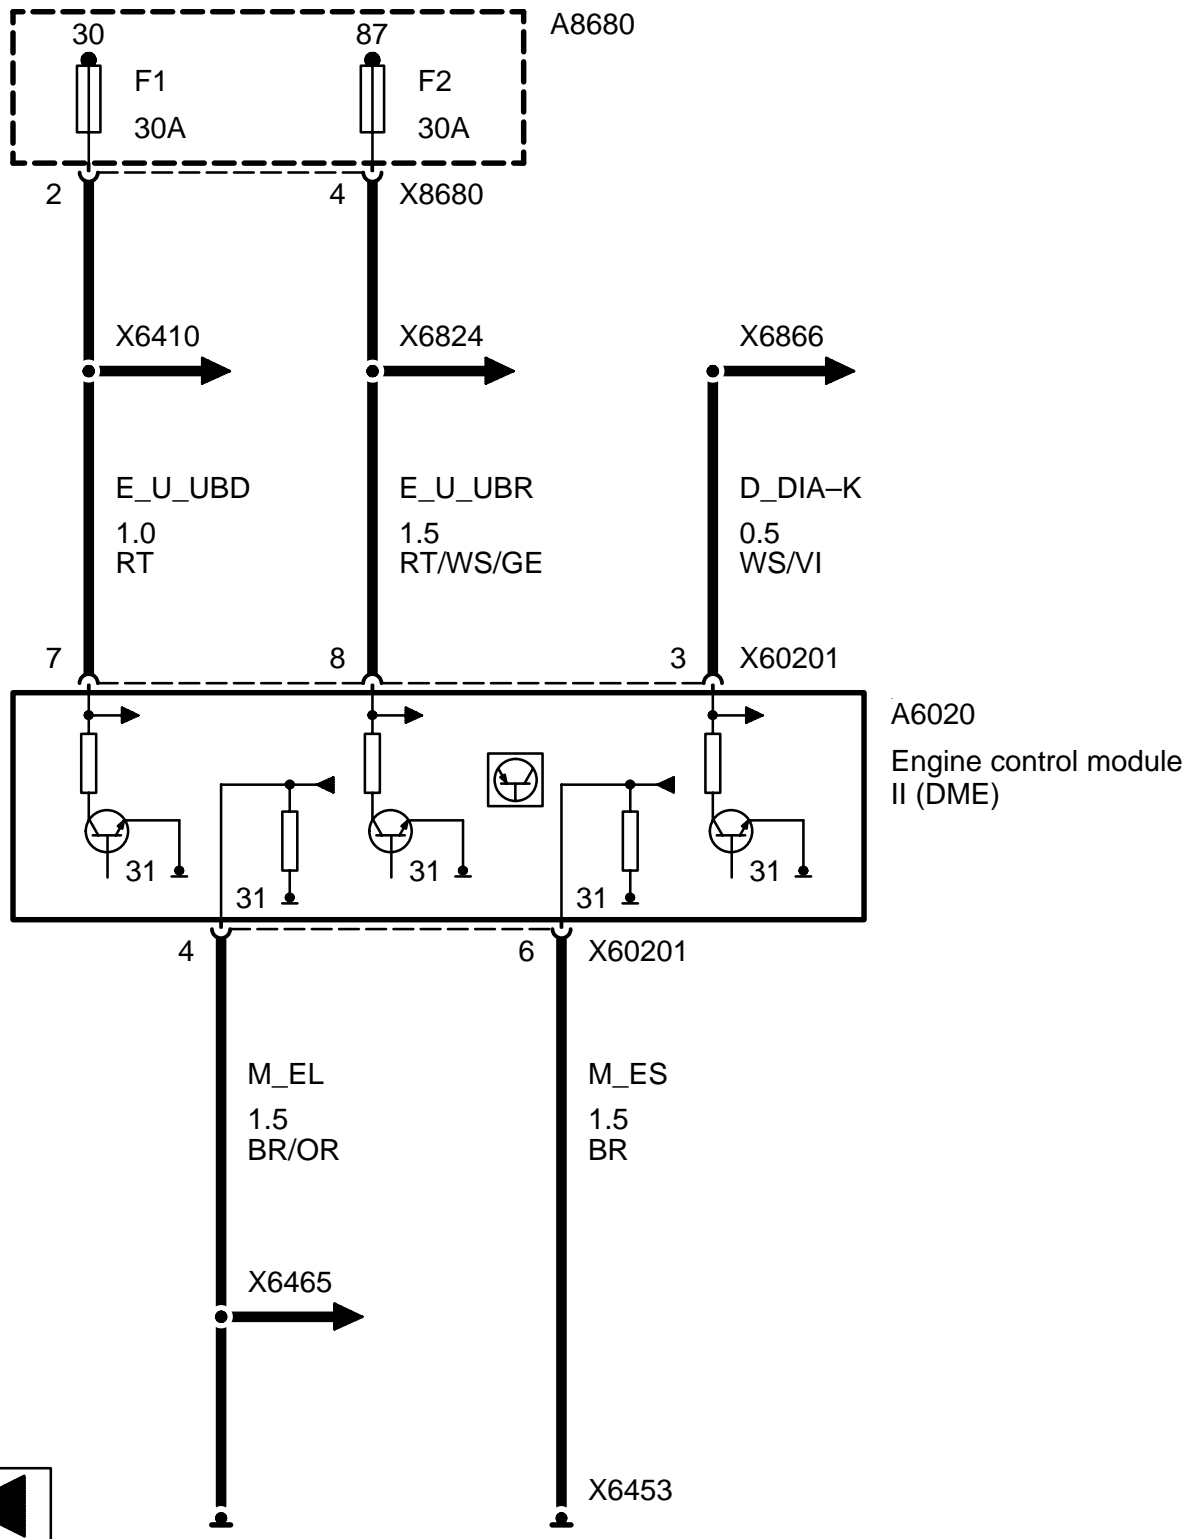 A8680
30
87
F1
F2
30A
30A
2
4
X8680
X6410
X6824
X6866
E_U_UBD
E_U_UBR
D_DIA–K
1.0
1.5
0.5
RT
RT/WS/GE
WS/VI
7
8
3
X60201
A6020
Engine control module
II (DME)
31
31
31
31
31
4
6
X60201
M_EL
M_ES
1.5
1.5
BR/OR
BR
X6465
X6453